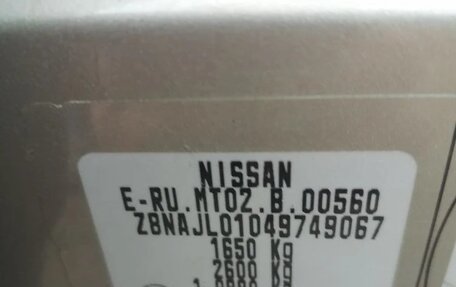 NISSAN
E-RU.MT02.B.00560
Z8NAJL01049749067
1650 Kg
2600 Kg